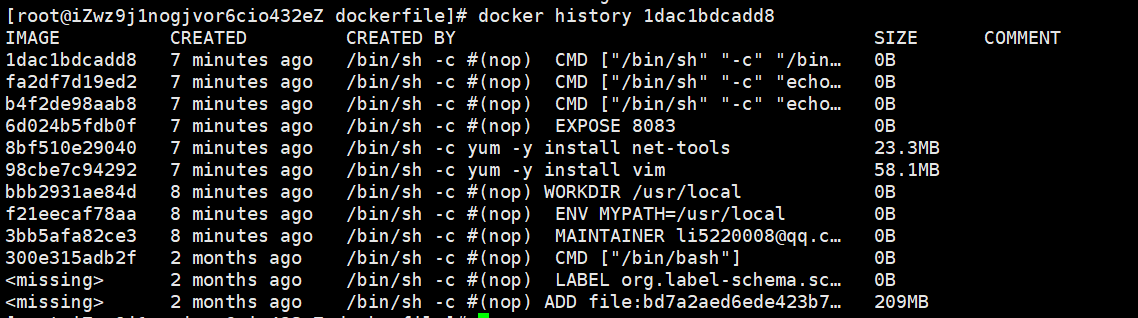 [root@iZwz9j1nogjvor6cio432eZ dockerfile]# docker history 1dac1bdcadd8
IMAGE CREATED CREATED BY SIZE COMMENT
1dac1bdcadd8 7 minutes ago /bin/sh -c #(nop)  CMD ["/bin/sh" "-c" "/bin… 0B
fa2df7d19ed2 7 minutes ago /bin/sh -c #(nop)  CMD ["/bin/sh" "-c" "echo… 0B
b4f2de98aab8 7 minutes ago /bin/sh -c #(nop)  CMD ["/bin/sh" "-c" "echo… 0B
6d024b5fdb0f 7 minutes ago /bin/sh -c #(nop)  EXPOSE 8083 0B
8bf510e29040 7 minutes ago /bin/sh -c yum -y install net-tools 23.3MB
98cbe7c94292 7 minutes ago /bin/sh -c yum -y install vim 58.1MB
bbb2931ae84d 8 minutes ago /bin/sh -c #(nop) WORKDIR /usr/local 0B
f21eecaf78aa 8 minutes ago /bin/sh -c #(nop)  ENV MYPATH=/usr/local 0B
3bb5afa82ce3 8 minutes ago /bin/sh -c #(nop)  MAINTAINER li5220008@qq.c… 0B
300e315adb2f 2 months ago /bin/sh -c #(nop)  CMD ["/bin/bash"] 0B
<missing> 2 months ago /bin/sh -c #(nop)  LABEL org.label-schema.sc… 0B
<missing> 2 months ago /bin/sh -c #(nop) ADD file:bd7a2aed6ede423b7… 209MB